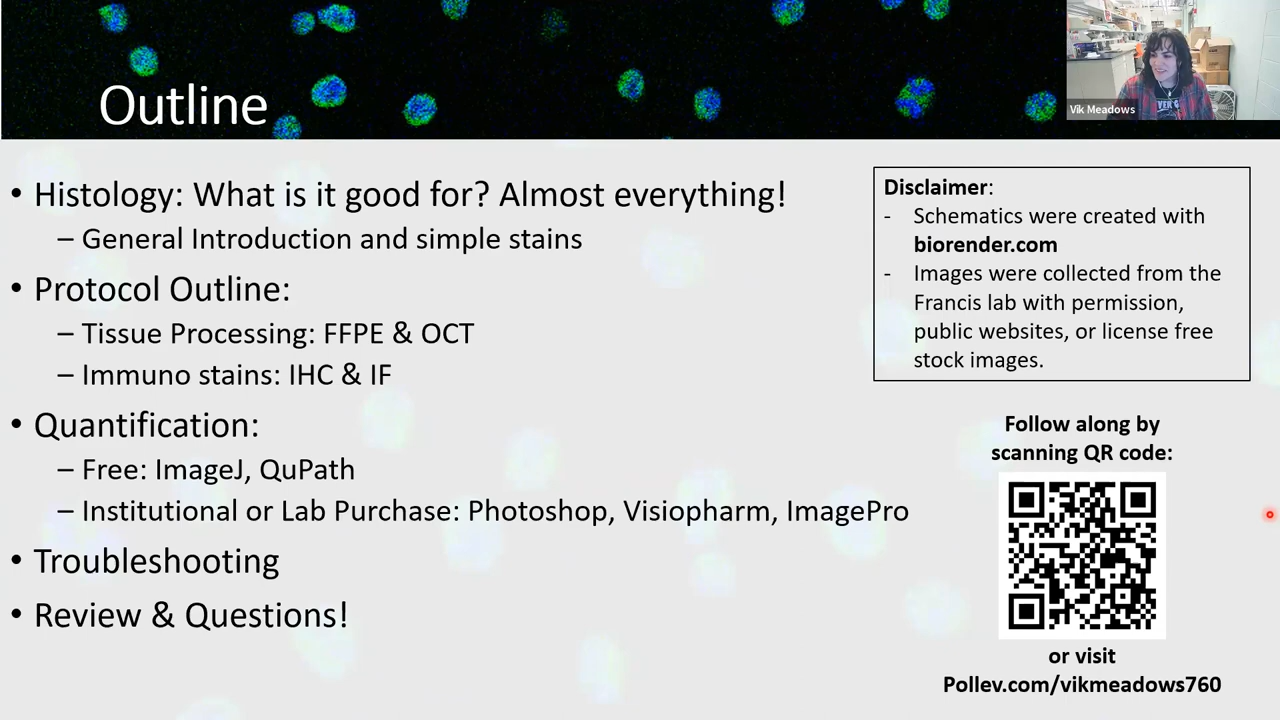 Outline
Vik Meadows
• Histology: What is it good for? Almost everything!
– General Introduction and simple stains
• Protocol Outline:
– Tissue Processing: FFPE & OCT
– Immuno stains: IHC & IF
• Quantification:
– Free: ImageJ, QuPath
– Institutional or Lab Purchase: Photoshop, Visiopharm, ImagePro
• Troubleshooting
• Review & Questions!
Disclaimer:
- Schematics were created with
biorender.com
- Images were collected from the
Francis lab with permission,
public websites, or license free
stock images.
Follow along by
scanning QR code:
or visit
Pollev.com/vikmeadows760